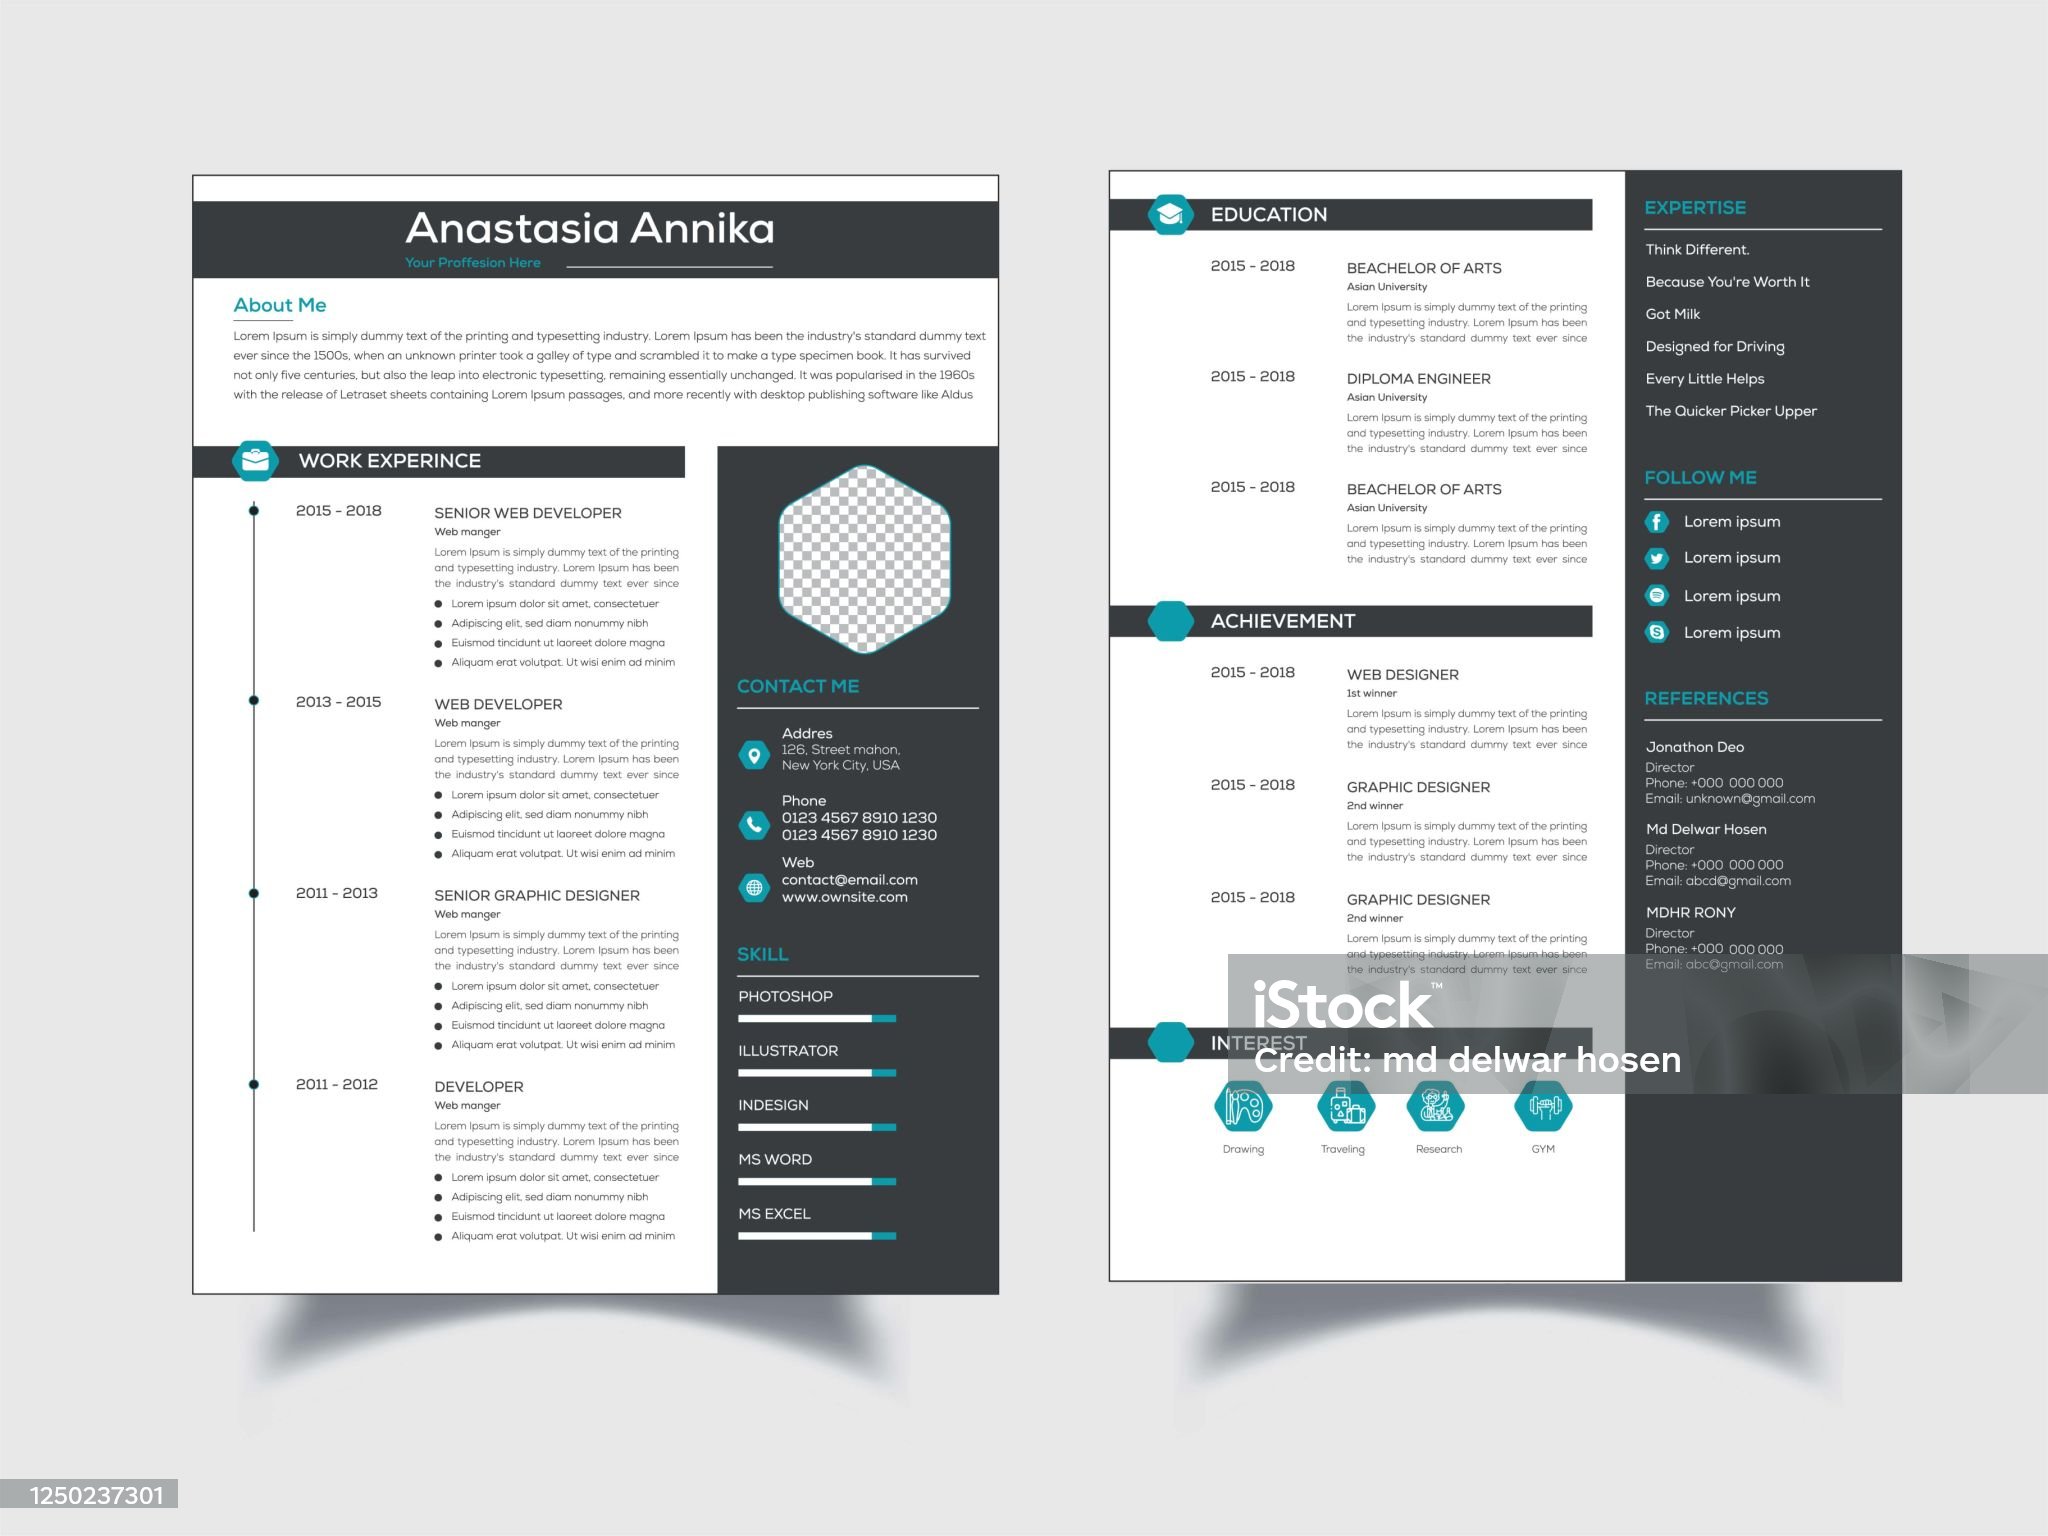 Anastasia Annika
Your Proffesion Here
About Me
Lorem Ipsum is simply dummy text of the printing and typesetting industry. Lorem Ipsum has been the industry's standard dummy text
ever since the 1500s, when an unknown printer took a galley of type and scrambled it to make a type specimen book. It has survived
not only five centuries, but also the leap into electronic typesetting, remaining essentially unchanged. It was popularised in the 1960s
with the release of Letraset sheets containing Lorem Ipsum passages, and more recently with desktop publishing software like Aldus
WORK EXPERINCE
2015 - 2018
SENIOR WEB DEVELOPER
Web manger
Lorem Ipsum is simply dummy text of the printing
and typesetting industry. Lorem Ipsum has been
the industry's standard dummy text ever since
Lorem ipsum dolor sit amet, consectetuer
Adipiscing elit, sed diam nonummy nibh
Euismod tincidunt ut laoreet dolore magna
Aliquam erat volutpat. Ut wisi enim ad minim
2013 - 2015
WEB DEVELOPER
Web manger
Lorem Ipsum is simply dummy text of the printing
and typesetting industry. Lorem Ipsum has been
the industry's standard dummy text ever since
Lorem ipsum dolor sit amet, consectetuer
Adipiscing elit, sed diam nonummy nibh
Euismod tincidunt ut laoreet dolore magna
Aliquam erat volutpat. Ut wisi enim ad minim
2011 - 2013
SENIOR GRAPHIC DESIGNER
Web manger
Lorem Ipsum is simply dummy text of the printing
and typesetting industry. Lorem Ipsum has been
the industry's standard dummy text ever since
Lorem ipsum dolor sit amet, consectetuer
Adipiscing elit, sed diam nonummy nibh
Euismod tincidunt ut laoreet dolore magna
Aliquam erat volutpat. Ut wisi enim ad minim
2011 - 2012
DEVELOPER
Web manger
Lorem Ipsum is simply dummy text of the printing
and typesetting industry. Lorem Ipsum has been
the industry's standard dummy text ever since
Lorem ipsum dolor sit amet, consectetuer
Adipiscing elit, sed diam nonummy nibh
Euismod tincidunt ut laoreet dolore magna
Aliquam erat volutpat. Ut wisi enim ad minim
CONTACT ME
Addres
126, Street mahon,
New York City, USA
Phone
0123 4567 8910 1230
0123 4567 8910 1230
Web
contact@email.com
www.ownsite.com
SKILL
PHOTOSHOP
ILLUSTRATOR
INDESIGN
MS WORD
MS EXCEL
EDUCATION
2015 - 2018
BEACHELOR OF ARTS
Asian University
Lorem Ipsum is simply dummy text of the printing
and typesetting industry. Lorem Ipsum has been
the industry's standard dummy text ever since
2015 - 2018
DIPLOMA ENGINEER
Asian University
Lorem Ipsum is simply dummy text of the printing
and typesetting industry. Lorem Ipsum has been
the industry's standard dummy text ever since
2015 - 2018
BEACHELOR OF ARTS
Asian University
Lorem Ipsum is simply dummy text of the printing
and typesetting industry. Lorem Ipsum has been
the industry's standard dummy text ever since
ACHIEVEMENT
2015 - 2018
WEB DESIGNER
1st winner
Lorem Ipsum is simply dummy text of the printing
and typesetting industry. Lorem Ipsum has been
the industry's standard dummy text ever since
2015 - 2018
GRAPHIC DESIGNER
2nd winner
Lorem Ipsum is simply dummy text of the printing
and typesetting industry. Lorem Ipsum has been
the industry's standard dummy text ever since
2015 - 2018
GRAPHIC DESIGNER
2nd winner
Lorem Ipsum is simply dummy text of the printing
and typesetting industry. Lorem Ipsum has been
the industry's standard dummy text ever since
INTEREST
Drawing
Traveling
Research
GYM
EXPERTISE
Think Different.
Because You're Worth It
Got Milk
Designed for Driving
Every Little Helps
The Quicker Picker Upper
FOLLOW ME
Lorem ipsum
Lorem ipsum
Lorem ipsum
Lorem ipsum
REFERENCES
Jonathon Deo
Director
Phone: +000 000 000
Email: unknown@gmail.com
Md Delwar Hosen
Director
Phone: +000 000 000
Email: abcd@gmail.com
MDHR RONY
Director
Phone: +000 000 000
Email: abc@gmail.com
iStock™
Credit: md delwar hosen
1250237301